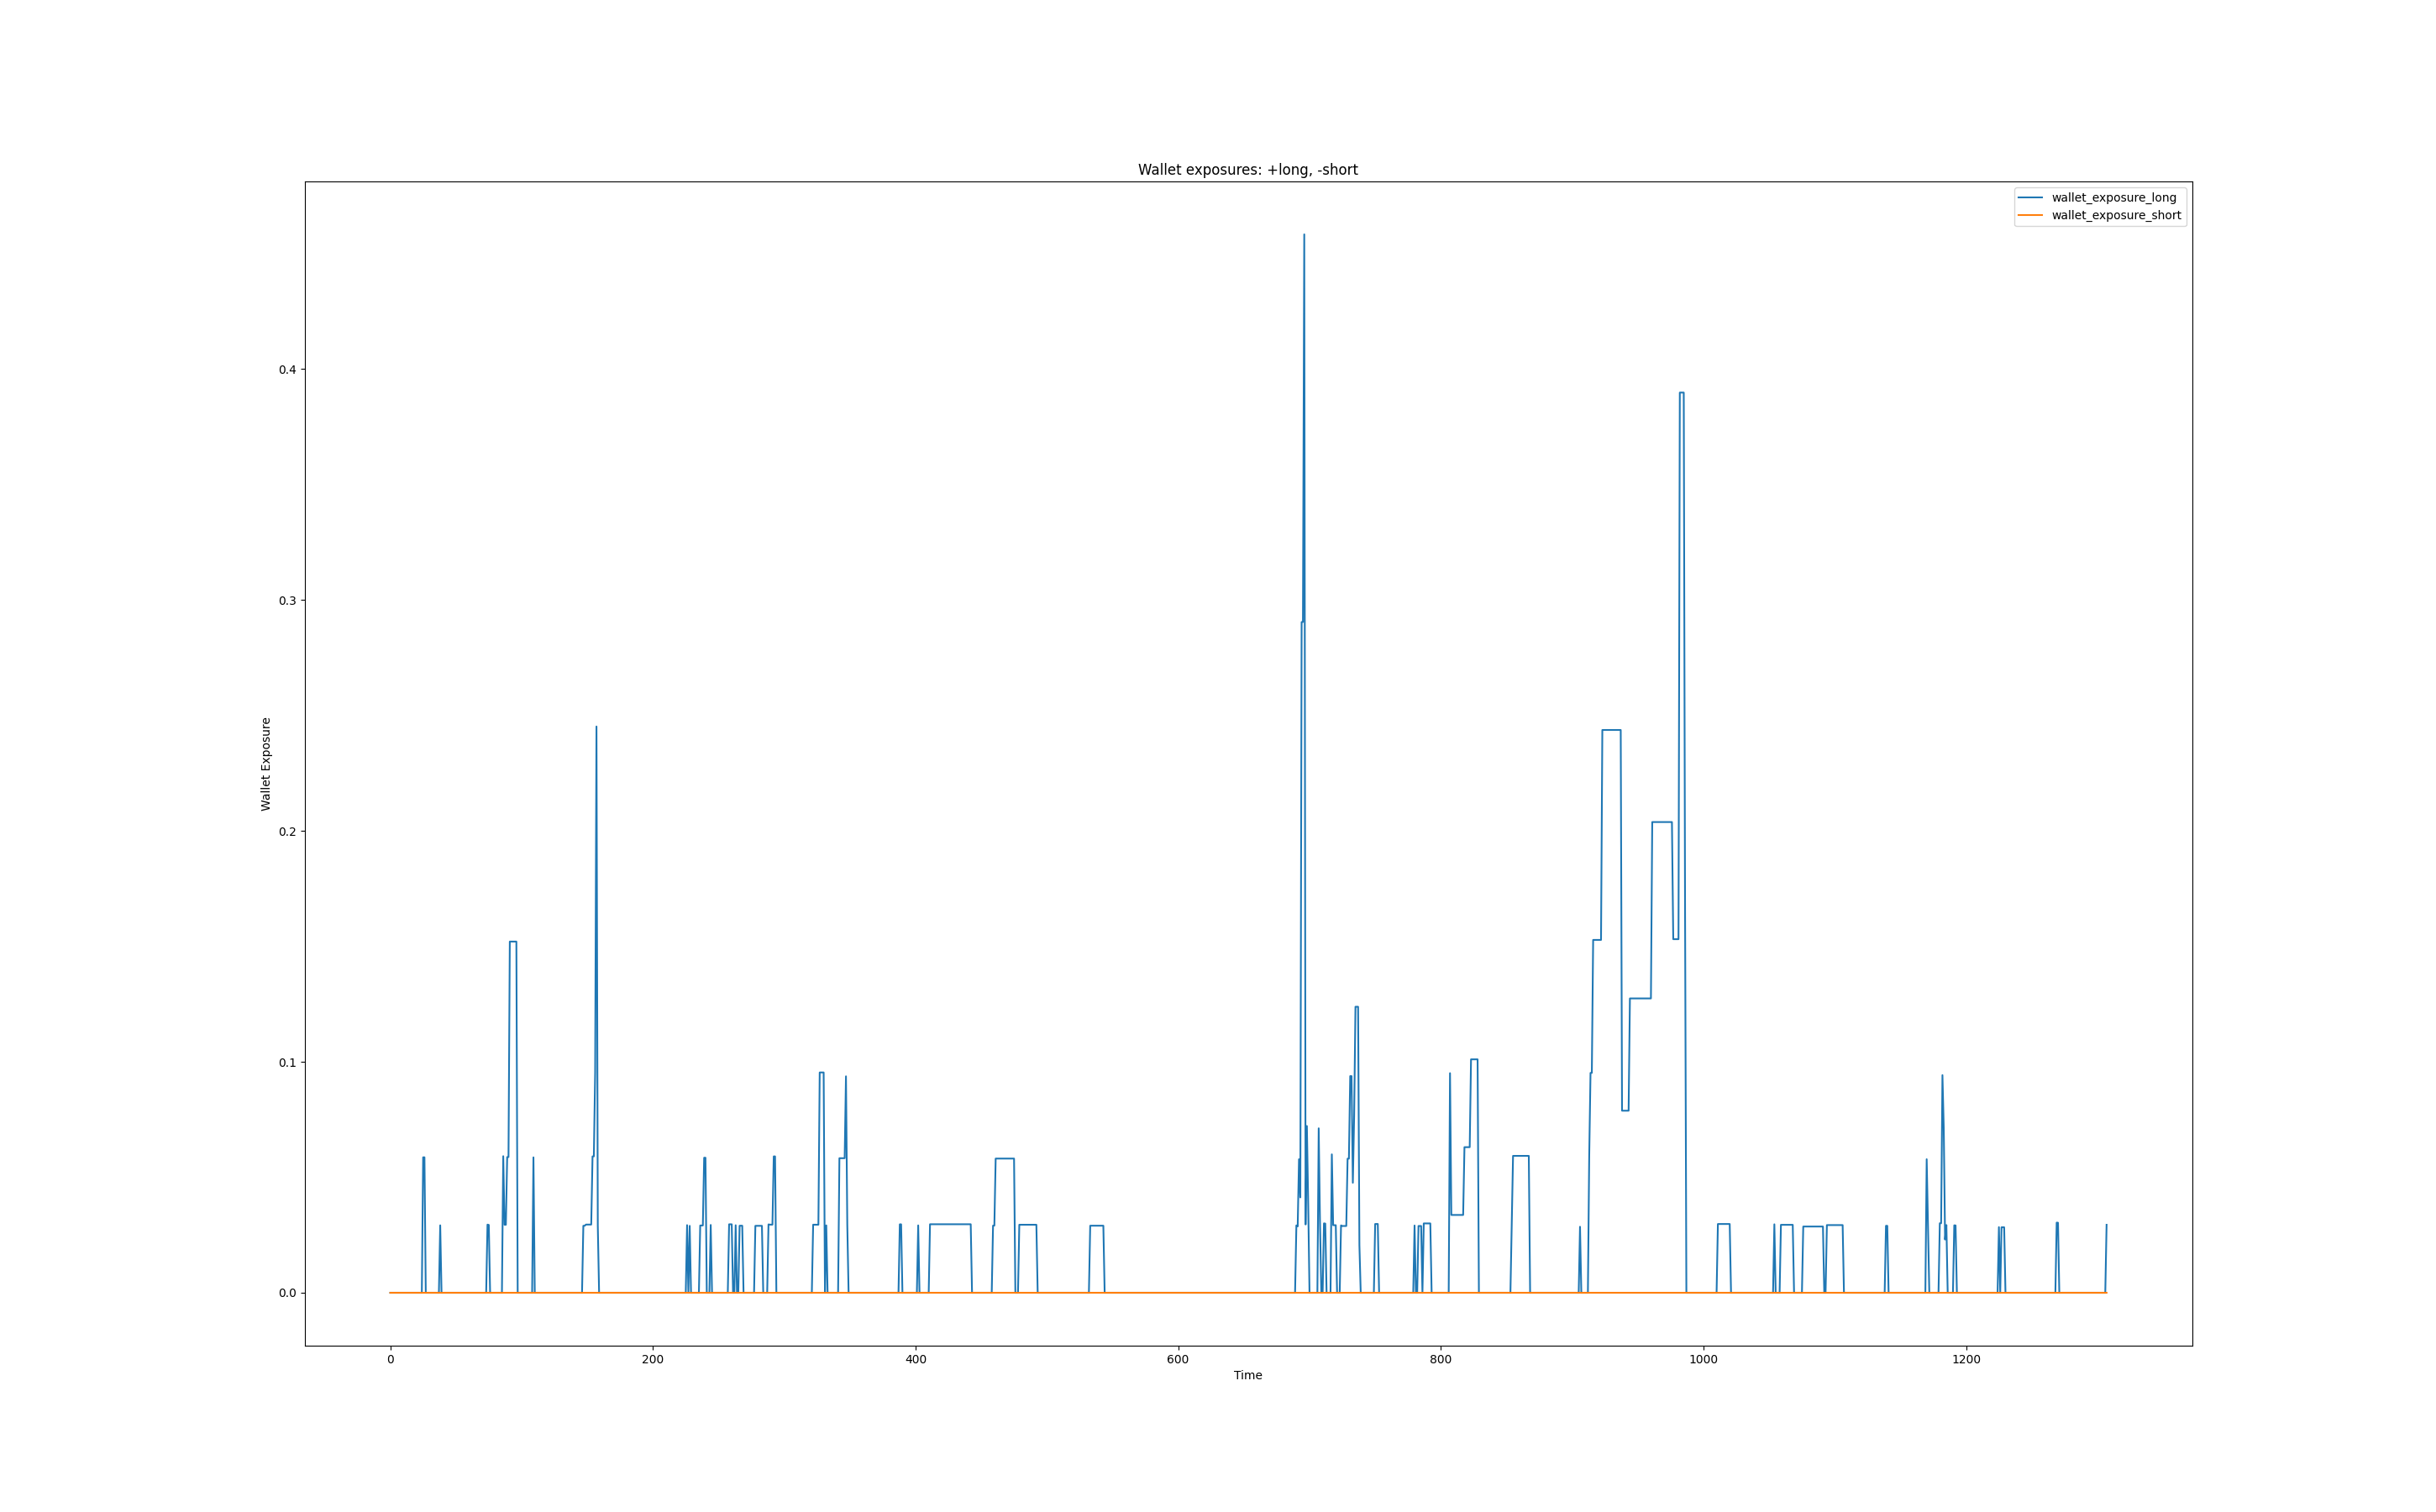 Wallet exposures: +long, -short
wallet_exposure_long
wallet_exposure_short
0.4
0.3
0.2
0.1
0.0
Wallet Exposure
0 200 400 600 800 1000 1200
Time